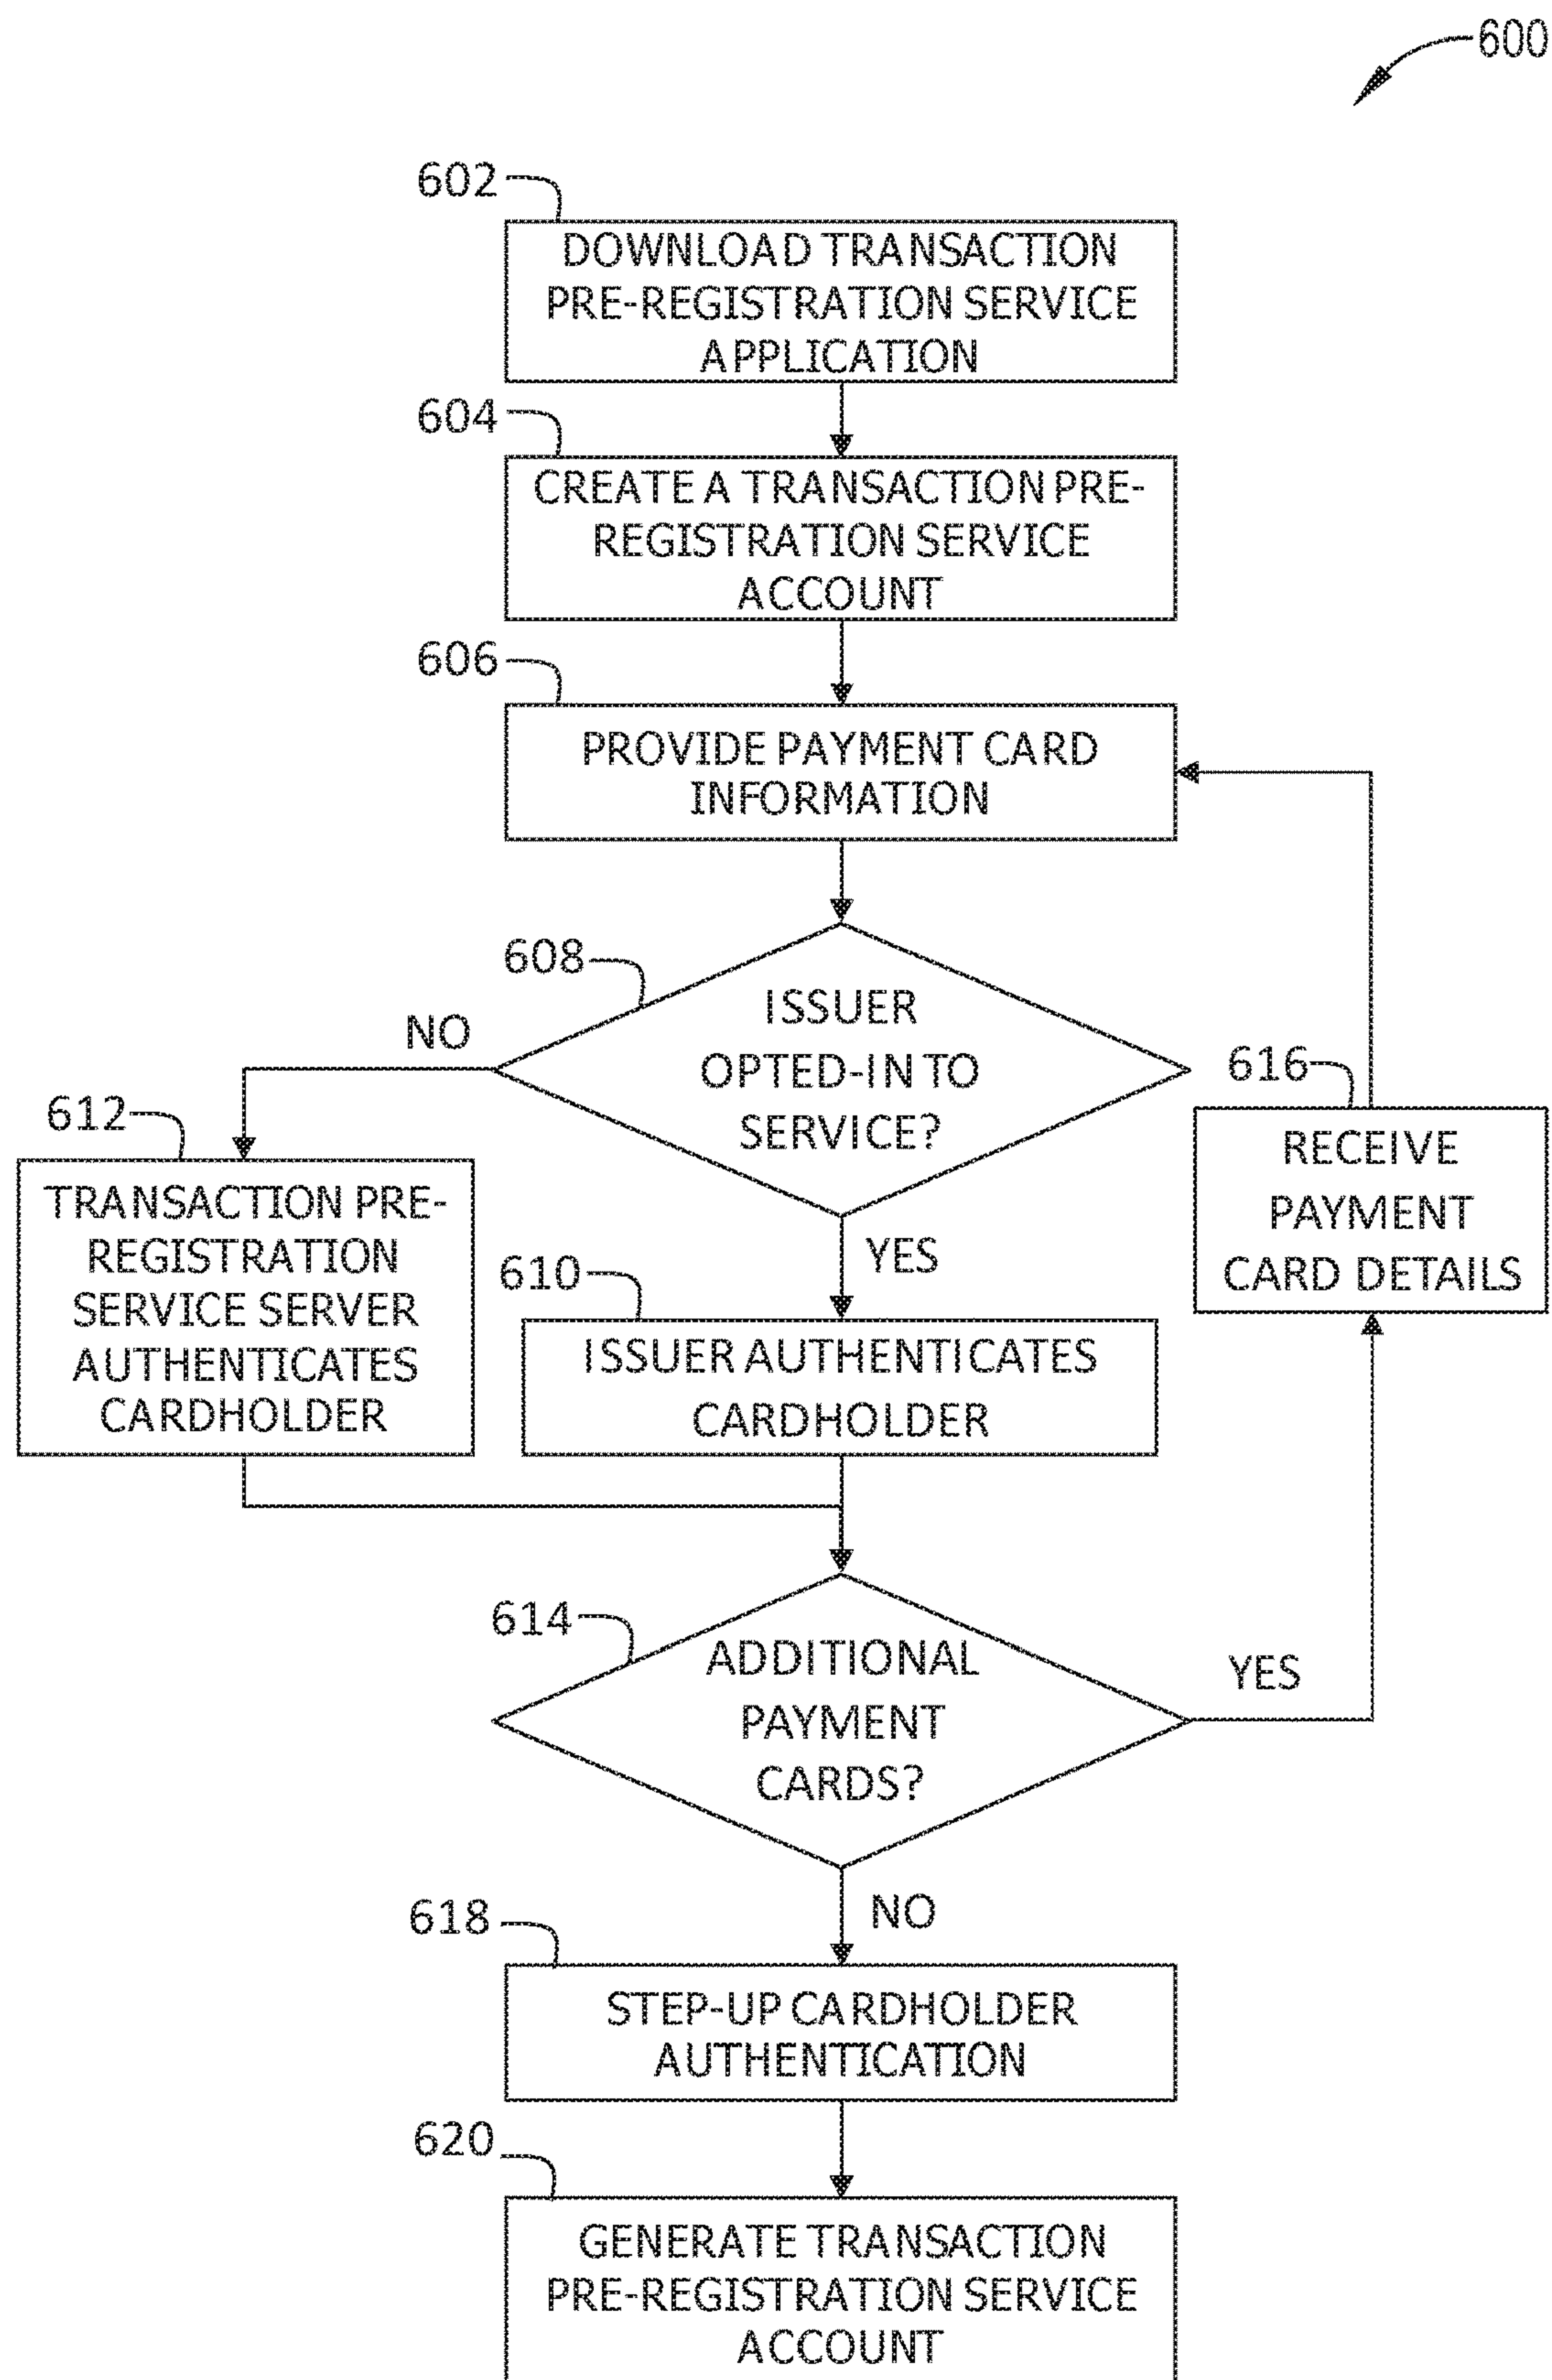 600
602
DOWNLOAD TRANSACTION
PRE-REGISTRATION SERVICE
APPLICATION
604
CREATE A TRANSACTION PRE-
REGISTRATION SERVICE
ACCOUNT
606
PROVIDE PAYMENT CARD
INFORMATION
608
ISSUER
OPTED-IN TO
SERVICE?
NO
612
TRANSACTION PRE-
REGISTRATION
SERVICE SERVER
AUTHENTICATES
CARDHOLDER
YES
610
ISSUER AUTHENTICATES
CARDHOLDER
616
RECEIVE
PAYMENT
CARD DETAILS
614
ADDITIONAL
PAYMENT
CARDS?
YES
NO
618
STEP-UP CARDHOLDER
AUTHENTICATION
620
GENERATE TRANSACTION
PRE-REGISTRATION SERVICE
ACCOUNT